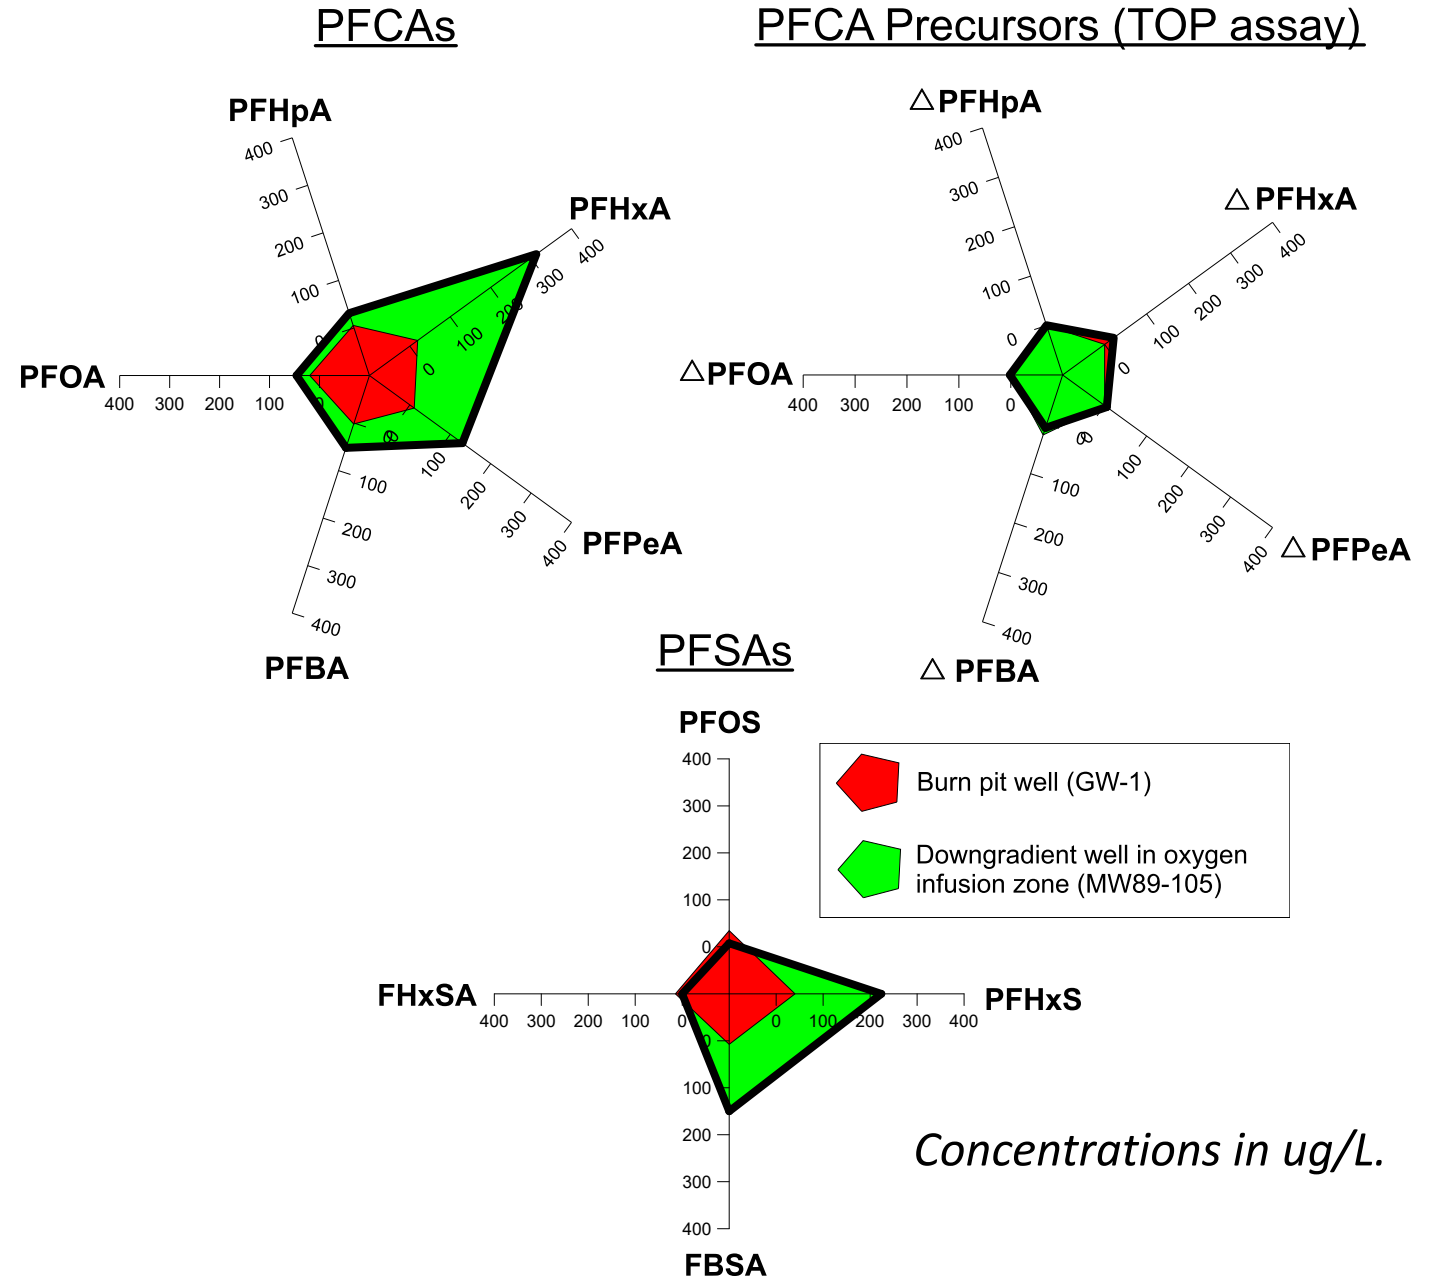 PFCAs
PFHpA
400
300
200
100
0
PFHxA
400
300
200
100
0
PFOA
400 300 200 100 0
0
100
200
300
400
PFPeA
100
200
300
400
PFBA
PFCA Precursors (TOP assay)
△ PFHpA
400
300
200
100
0
△ PFHxA
400
300
200
100
0
△ PFOA
400 300 200 100 0
0
100
200
300
400
△ PFPeA
0
100
200
300
400
△ PFBA
PFSAs
PFOS
400
300
200
100
0
FHxSA
400 300 200 100 0
0 100 200 300 400
PFHxS
0
100
200
300
400
FBSA
Burn pit well (GW-1)
Downgradient well in oxygen
infusion zone (MW89-105)
Concentrations in ug/L.